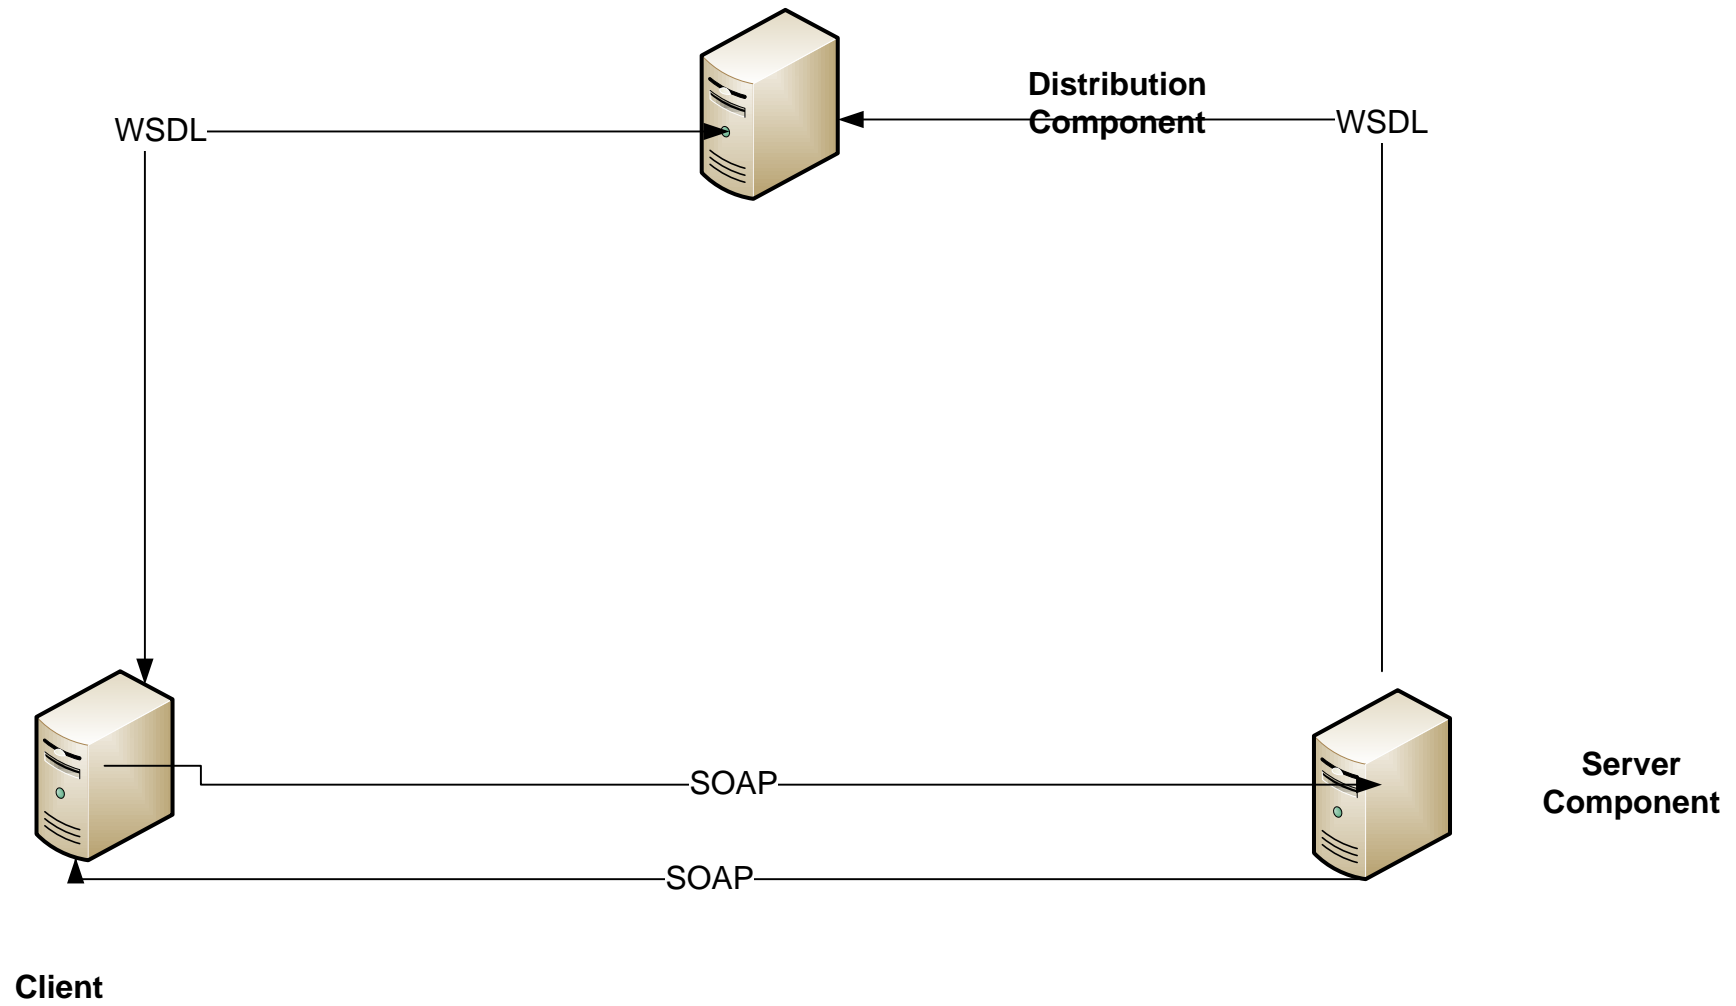 Distribution
Component
WSDL
WSDL
Server
Component
SOAP
SOAP
Client